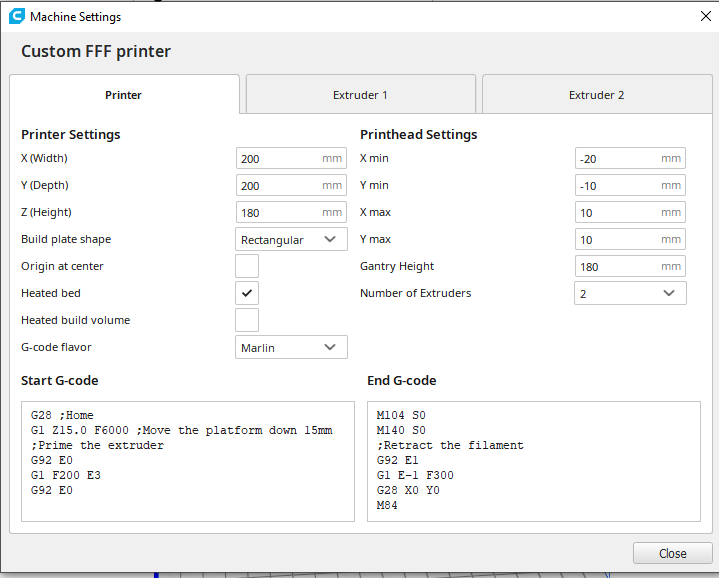 Machine Settings
Custom FFF printer
Printer
Extruder 1
Extruder 2
Printer Settings
X (Width)
200 mm
Y (Depth)
200 mm
Z (Height)
180 mm
Build plate shape
Rectangular
Origin at center
Heated bed
Heated build volume
G-code flavor
Marlin
Printhead Settings
X min
-20 mm
Y min
-10 mm
X max
10 mm
Y max
10 mm
Gantry Height
180 mm
Number of Extruders
2
Start G-code
G28 ;Home
G1 Z15.0 F6000 ;Move the platform down 15mm
;Prime the extruder
G92 E0
G1 F200 E3
G92 E0
End G-code
M104 S0
M140 S0
;Retract the filament
G92 E1
G1 E-1 F300
G28 X0 Y0
M84
Close